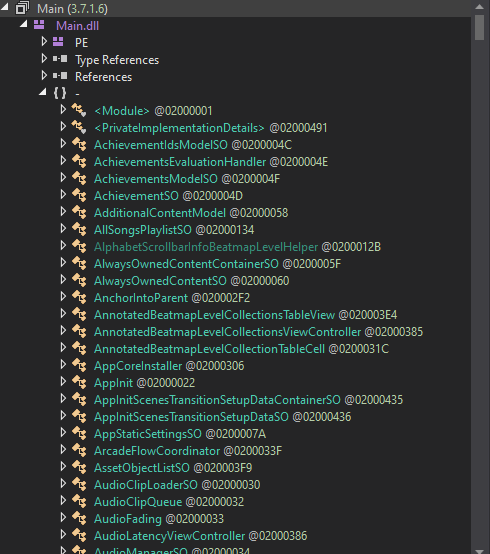 Main (3.7.1.6)
Main.dll
PE
Type References
References
{ } -
<Module> @02000001
<PrivateImplementationDetails> @02000491
AchievementIdsModelSO @0200004C
AchievementsEvaluationHandler @0200004E
AchievementsModelSO @0200004F
AchievementSO @0200004D
AdditionalContentModel @02000058
AllSongsPlaylistSO @02000134
AlphabetScrollbarInfoBeatmapLevelHelper @0200012B
AlwaysOwnedContentContainerSO @0200005F
AlwaysOwnedContentSO @02000060
AnchorIntoParent @020002F2
AnnotatedBeatmapLevelCollectionsTableView @020003E4
AnnotatedBeatmapLevelCollectionsViewController @02000385
AnnotatedBeatmapLevelCollectionTableCell @0200031C
AppCoreInstaller @02000306
AppInit @02000022
AppInitScenesTransitionSetupDataContainerSO @02000435
AppInitScenesTransitionSetupDataSO @02000436
AppStaticSettingsSO @0200007A
ArcadeFlowCoordinator @0200033F
AssetObjectListSO @020003F9
AudioClipLoaderSO @02000030
AudioClipQueue @02000032
AudioFading @02000033
AudioLatencyViewController @02000386
AudioManagerSO @02000034